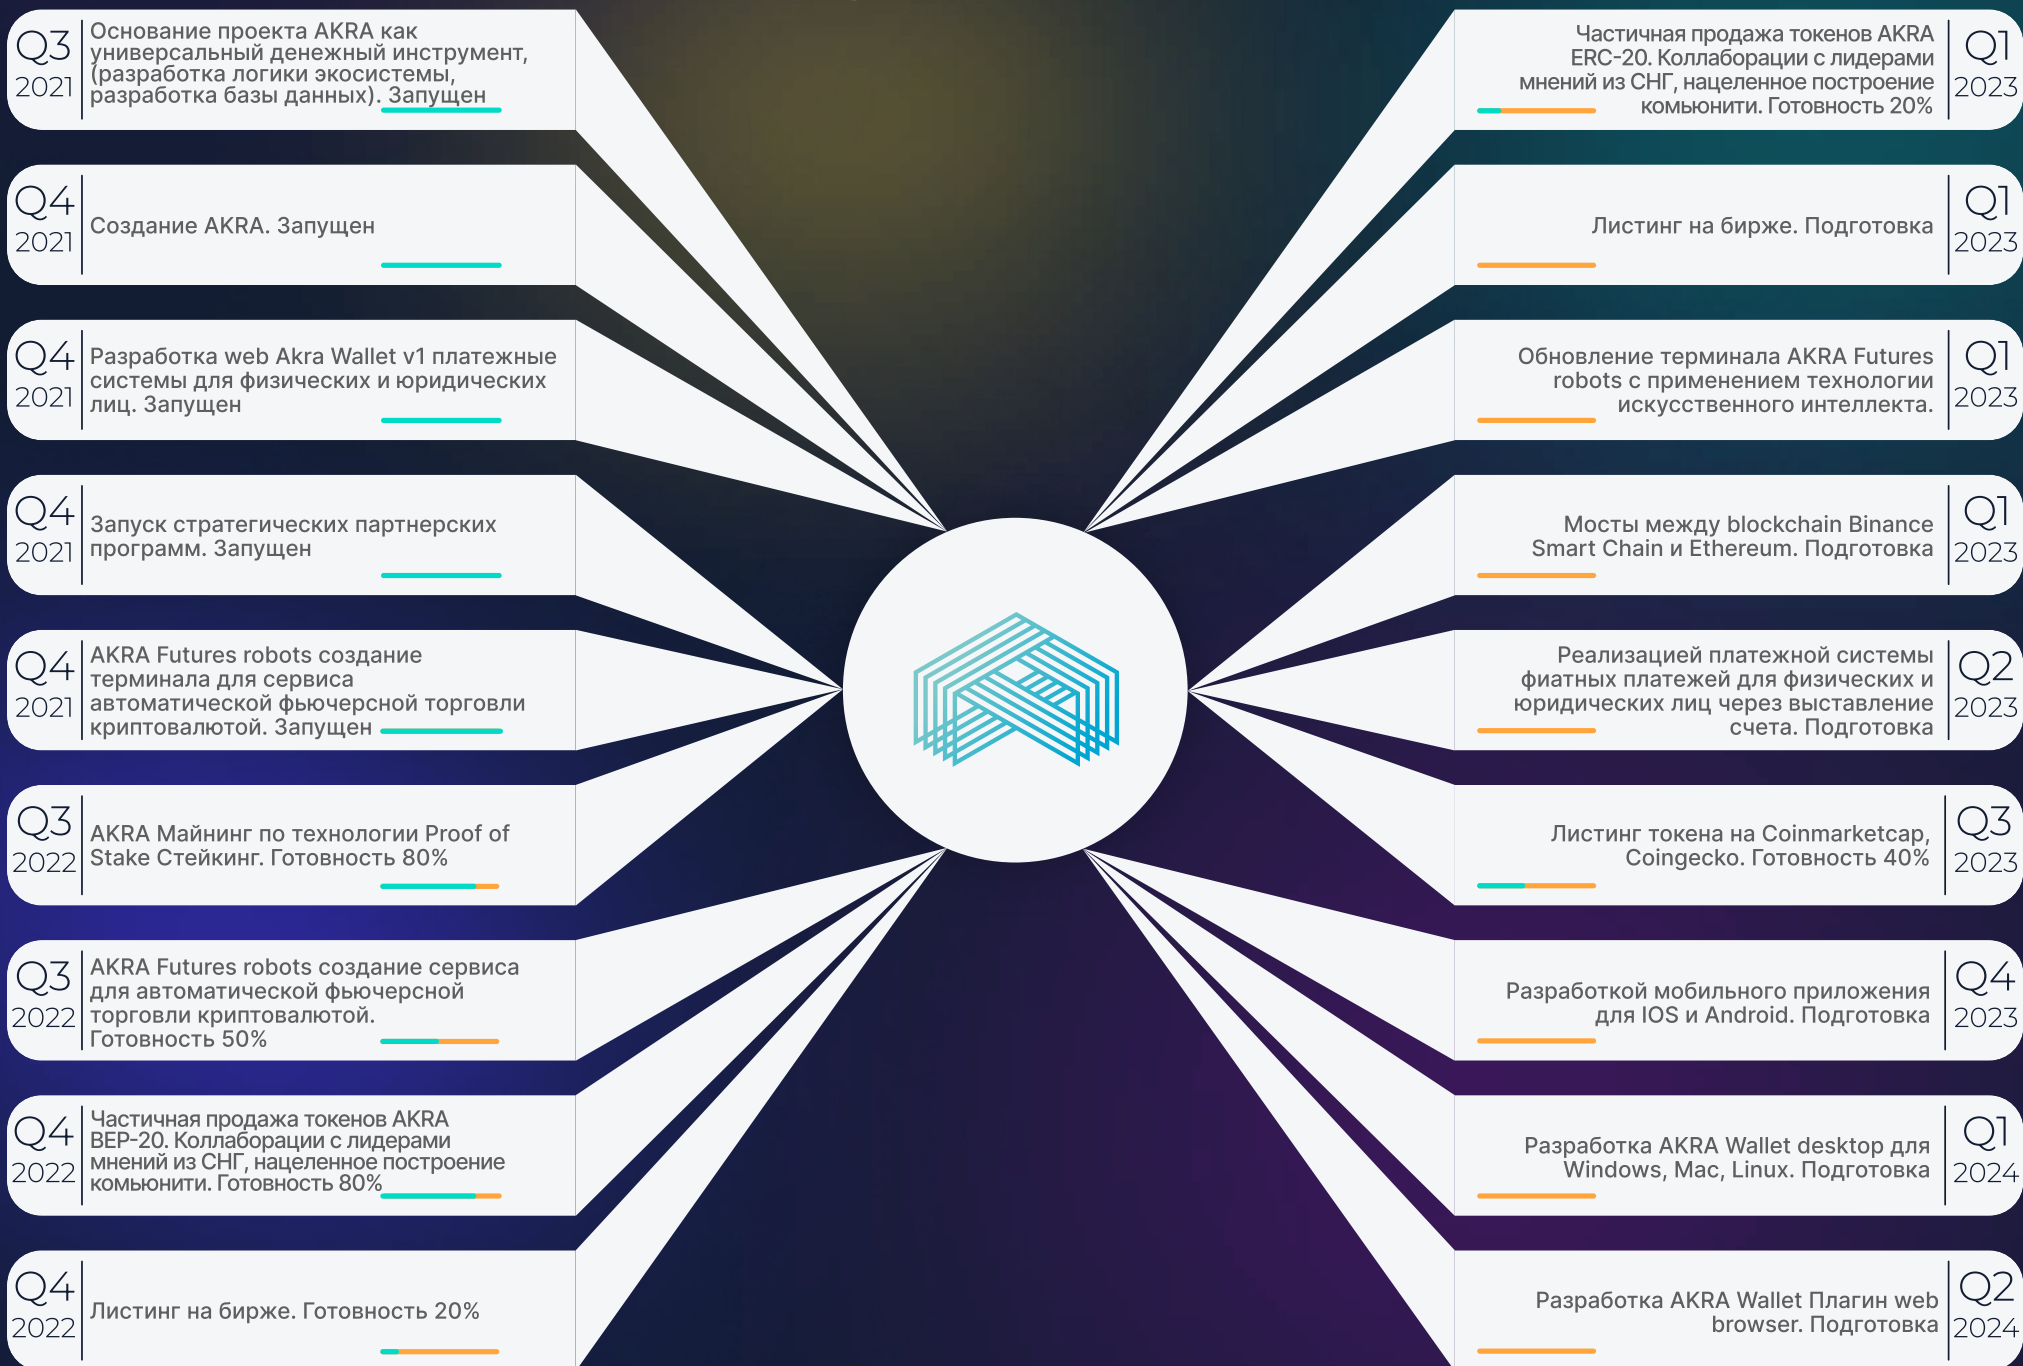 Q3
2021
Основание проекта AKRA как
универсальный денежный инструмент,
(разработка логики экосистемы,
разработка базы данных). Запущен
Q4
2021
Создание AKRA. Запущен
Q4
2021
Разработка web Akra Wallet v1 платежные
системы для физических и юридических
лиц. Запущен
Q4
2021
Запуск стратегических партнерских
программ. Запущен
Q4
2021
AKRA Futures robots создание
терминала для сервиса
автоматической фьючерсной торговли
криптовалютой. Запущен
Q3
2022
AKRA Майнинг по технологии Proof of
Stake Стейкинг. Готовность 80%
Q3
2022
AKRA Futures robots создание сервиса
для автоматической фьючерсной
торговли криптовалютой.
Готовность 50%
Q4
2022
Частичная продажа токенов AKRA
BEP-20. Коллаборации с лидерами
мнений из СНГ, нацеленное построение
комьюнити. Готовность 80%
Q4
2022
Листинг на бирже. Готовность 20%
Частичная продажа токенов AKRA
ERC-20. Коллаборации с лидерами
мнений из СНГ, нацеленное построение
комьюнити. Готовность 20%
Q1
2023
Листинг на бирже. Подготовка
Q1
2023
Обновление терминала AKRA Futures
robots с применением технологии
искусственного интеллекта.
Q1
2023
Мосты между blockchain Binance
Smart Chain и Ethereum. Подготовка
Q1
2023
Реализацией платежной системы
фиатных платежей для физических и
юридических лиц через выставление
счета. Подготовка
Q2
2023
Листинг токена на Coinmarketcap,
Coingecko. Готовность 40%
Q3
2023
Разработкой мобильного приложения
для IOS и Android. Подготовка
Q4
2023
Разработка AKRA Wallet desktop для
Windows, Mac, Linux. Подготовка
Q1
2024
Разработка AKRA Wallet Плагин web
browser. Подготовка
Q2
2024